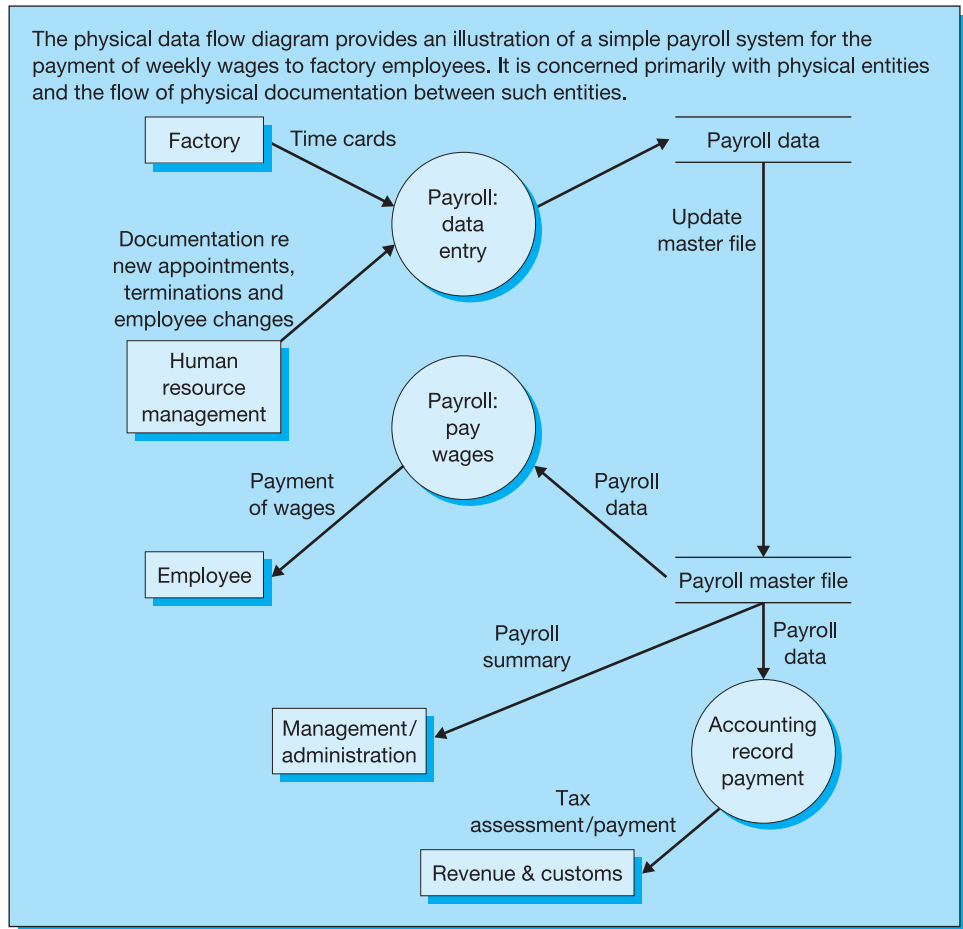 The physical data flow diagram provides an illustration of a simple payroll system for the
payment of weekly wages to factory employees. It is concerned primarily with physical entities
and the flow of physical documentation between such entities.
Factory
Time cards
Payroll data
Payroll:
data
entry
Update
master file
Documentation re
new appointments,
terminations and
employee changes
Human
resource
management
Payroll:
pay
wages
Payment
of wages
Payroll
data
Employee
Payroll master file
Payroll
summary
Payroll
data
Management/
administration
Accounting
record
payment
Tax
assessment/payment
Revenue & customs